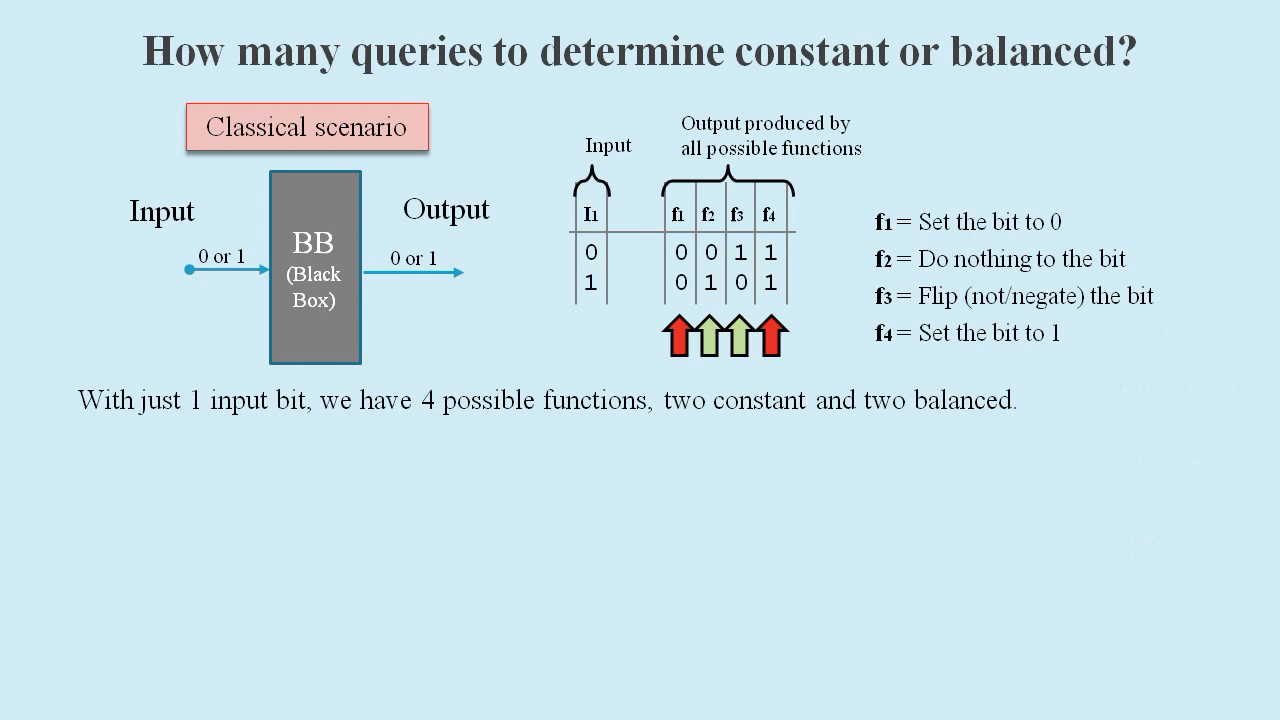 How many queries to determine constant or balanced?
Classical scenario
Input
0 or 1
BB
(Black
Box)
Output
0 or 1
Input
Output produced by
all possible functions
I1 f1 f2 f3 f4
0 0 0 1 1
1 0 1 0 1
f1 = Set the bit to 0
f2 = Do nothing to the bit
f3 = Flip (not/negate) the bit
f4 = Set the bit to 1
With just 1 input bit, we have 4 possible functions, two constant and two balanced.